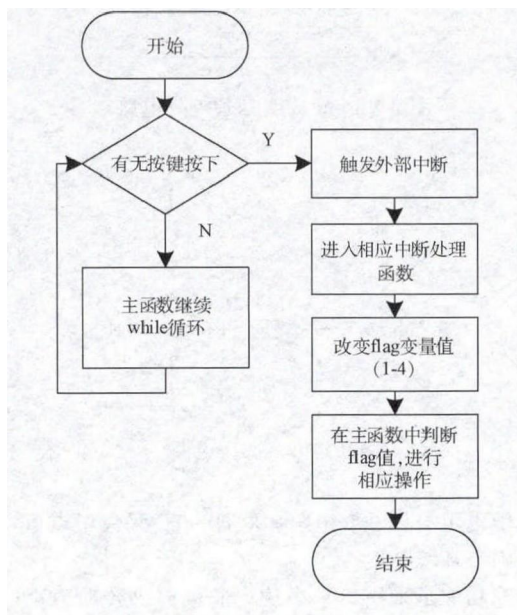 开始
有无按键按下
Y
N
主函数继续
while循环
触发外部中断
进入相应中断处理
函数
改变flag变量值
(1-4)
在主函数中判断
flag值,进行
相应操作
结束